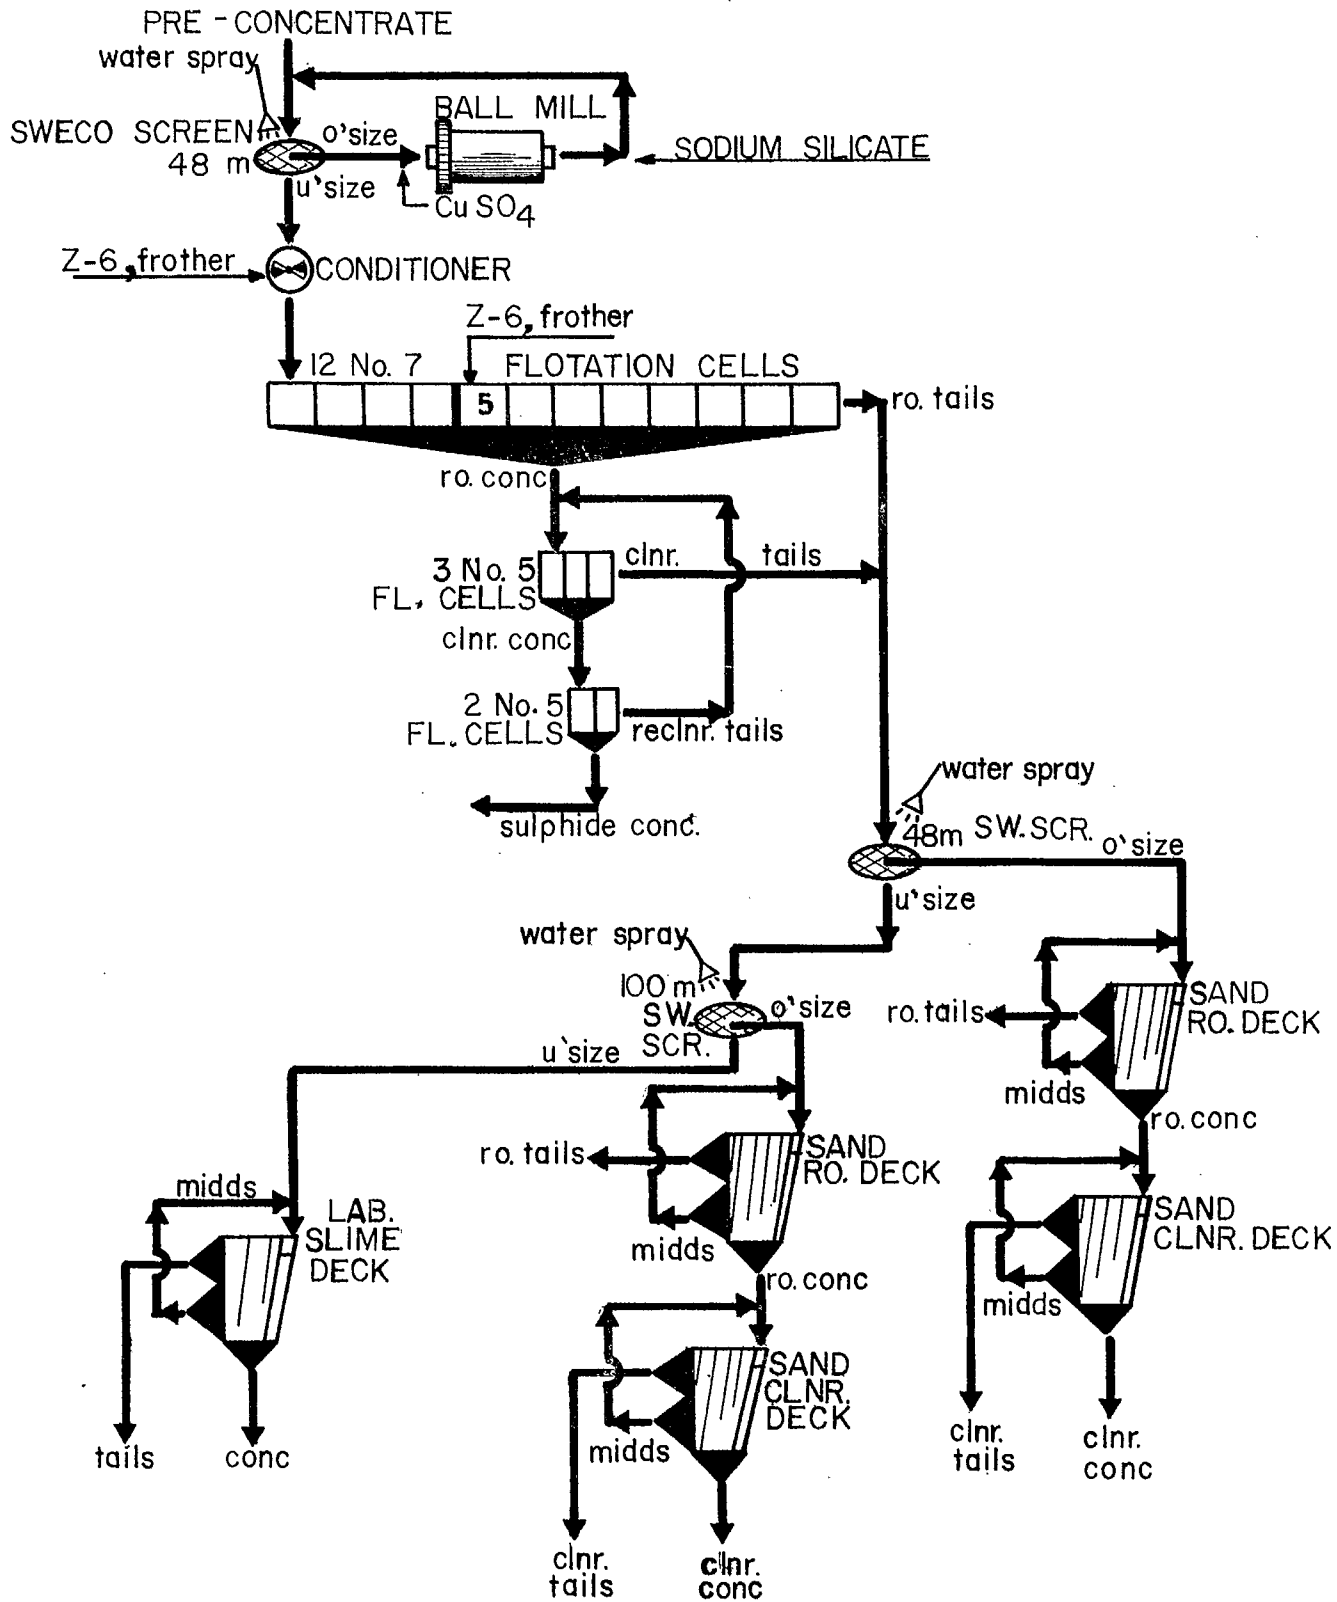 PRE-CONCENTRATE
water spray
BALL MILL
SWECO SCREEN
48 m
o'size
SODIUM SILICATE
u'size
CuSO4
Z-6, frother
CONDITIONER
Z-6, frother
12 No. 7 FLOTATION CELLS
5
ro. tails
ro. conc
3 No. 5
FL. CELLS
clnr. tails
clnr. conc
2 No. 5
FL. CELLS
reclnr. tails
sulphide conc.
water spray
48m SW. SCR.
o'size
u'size
water spray
100 m
SW.
SCR.
o'size
u'size
SAND
RO. DECK
ro. tails
midds
ro. conc
SAND
CLNR. DECK
midds
clnr.
tails
clnr.
conc
SAND
RO. DECK
ro. tails
midds
ro. conc
SAND
CLNR.
DECK
midds
clnr.
tails
clnr.
conc
midds
LAB.
SLIME
DECK
tails
conc